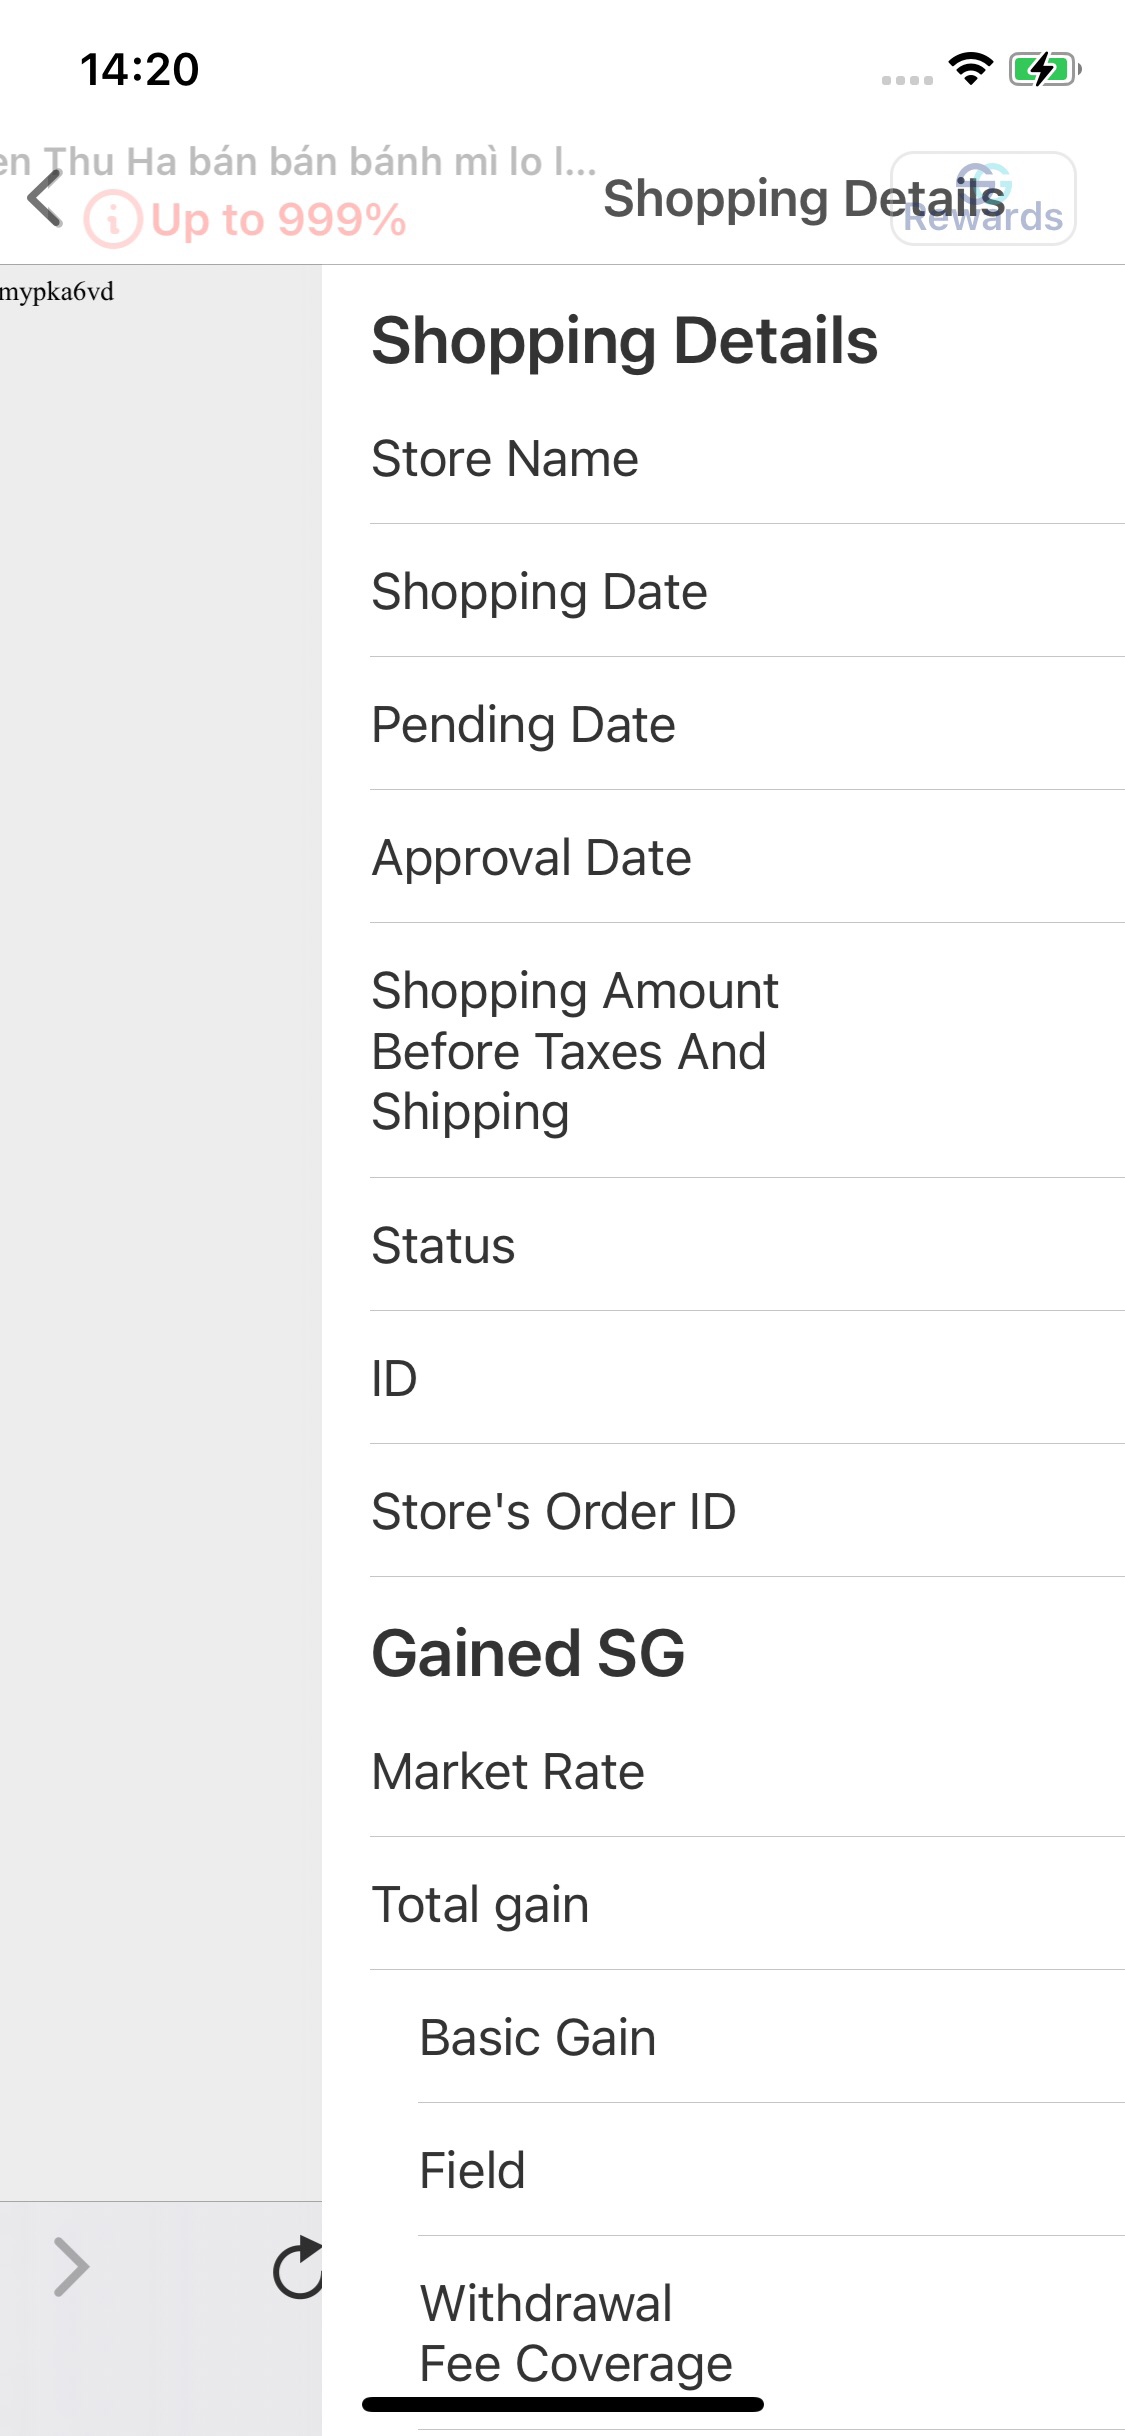 14:20
en Thu Ha bán bán bánh mì lo l...
Up to 999%
Shopping Details
Rewards
mypka6vd
Shopping Details
Store Name
Shopping Date
Pending Date
Approval Date
Shopping Amount
Before Taxes And
Shipping
Status
ID
Store's Order ID
Gained SG
Market Rate
Total gain
Basic Gain
Field
Withdrawal
Fee Coverage